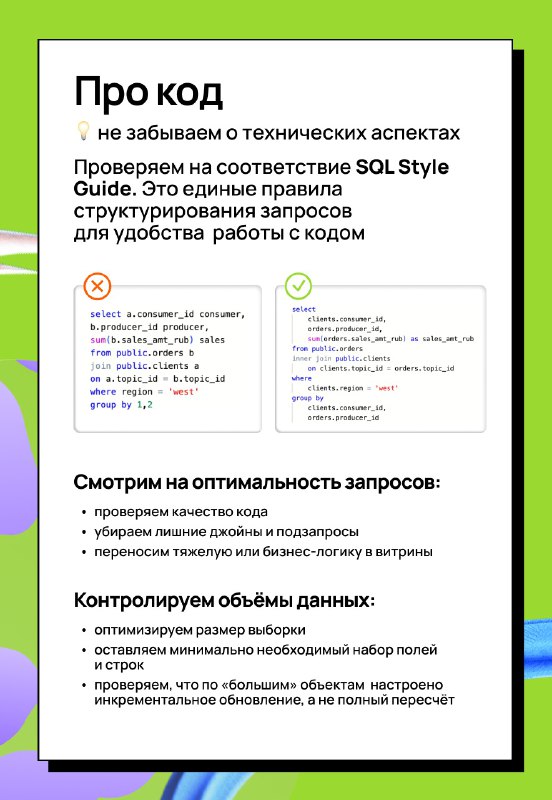 Про код
💡 не забываем о технических аспектах
Проверяем на соответствие SQL Style
Guide. Это единые правила
структурирования запросов
для удобства работы с кодом
select a.consumer_id consumer,
b.producer_id producer,
sum(b.sales_amt_rub) sales
from public.orders b
join public.clients a
on a.topic_id = b.topic_id
where region = 'west'
group by 1,2
select
clients.consumer_id,
orders.producer_id,
sum(orders.sales_amt_rub) as sales_amt_rub
from public.orders
inner join public.clients
on clients.topic_id = orders.topic_id
where
clients.region = 'west'
group by
clients.consumer_id,
orders.producer_id
Смотрим на оптимальность запросов:
• проверяем качество кода
• убираем лишние джойны и подзапросы
• переносим тяжелую или бизнес-логику в витрины
Контролируем объёмы данных:
• оптимизируем размер выборки
• оставляем минимально необходимый набор полей
и строк
• проверяем, что по «большим» объектам настроено
инкрементальное обновление, а не полный пересчёт